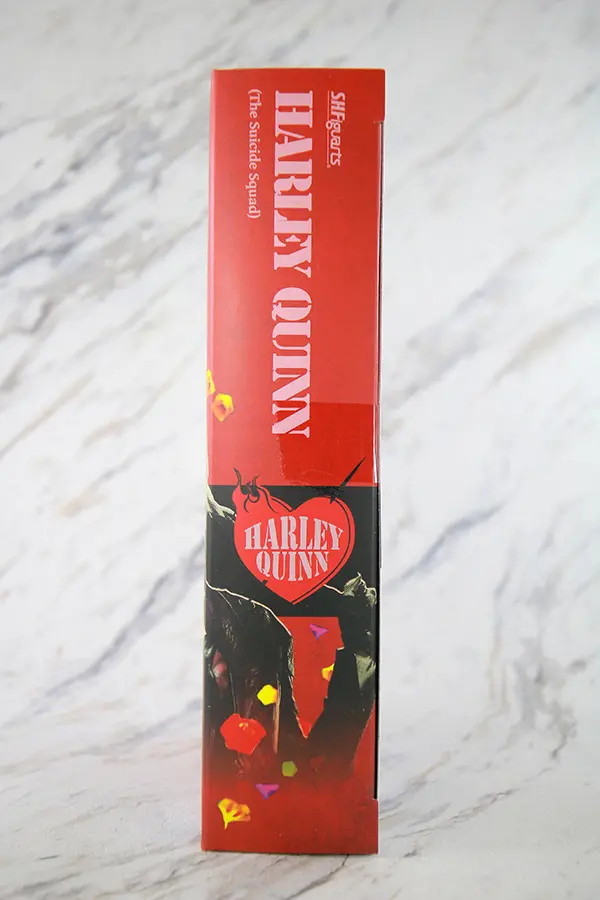 S.H.Figuarts
HARLEY QUINN
(The Suicide Squad)
HARLEY
QUINN